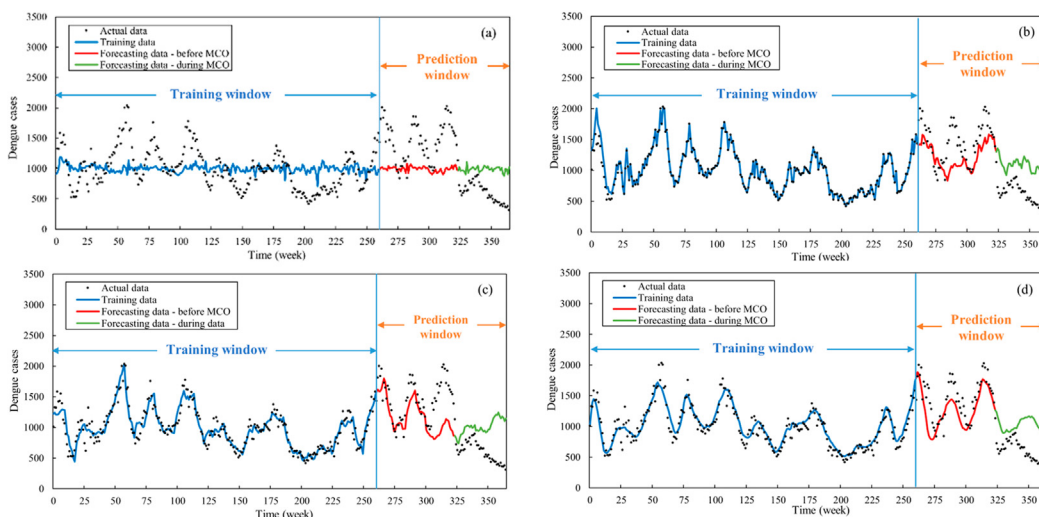 3500
3000
2500
2000
1500
1000
500
0
Dengue cases
Actual data
Training data
Forecasting data - before MCO
Forecasting data - during MCO
(a)
Prediction
window
Training window
0 25 50 75 100 125 150 175 200 225 250 275 300 325 350
Time (week)
3500
3000
2500
2000
1500
1000
500
0
Dengue cases
Actual data
Training data
Forecasting data - before MCO
Forecasting data - during MCO
(b)
Prediction
window
Training window
0 25 50 75 100 125 150 175 200 225 250 275 300 325 350
Time (week)
3500
3000
2500
2000
1500
1000
500
0
Dengue cases
Actual data
Training data
Forecasting data - before MCO
Forecasting data - during data
(c)
Prediction
window
Training window
0 25 50 75 100 125 150 175 200 225 250 275 300 325 350
Time (week)
3500
3000
2500
2000
1500
1000
500
0
Dengue cases
Actual data
Training data
Forecasting data - before MCO
Forecasting data - during MCO
(d)
Prediction
window
Training window
0 25 50 75 100 125 150 175 200 225 250 275 300 325 350
Time (week)